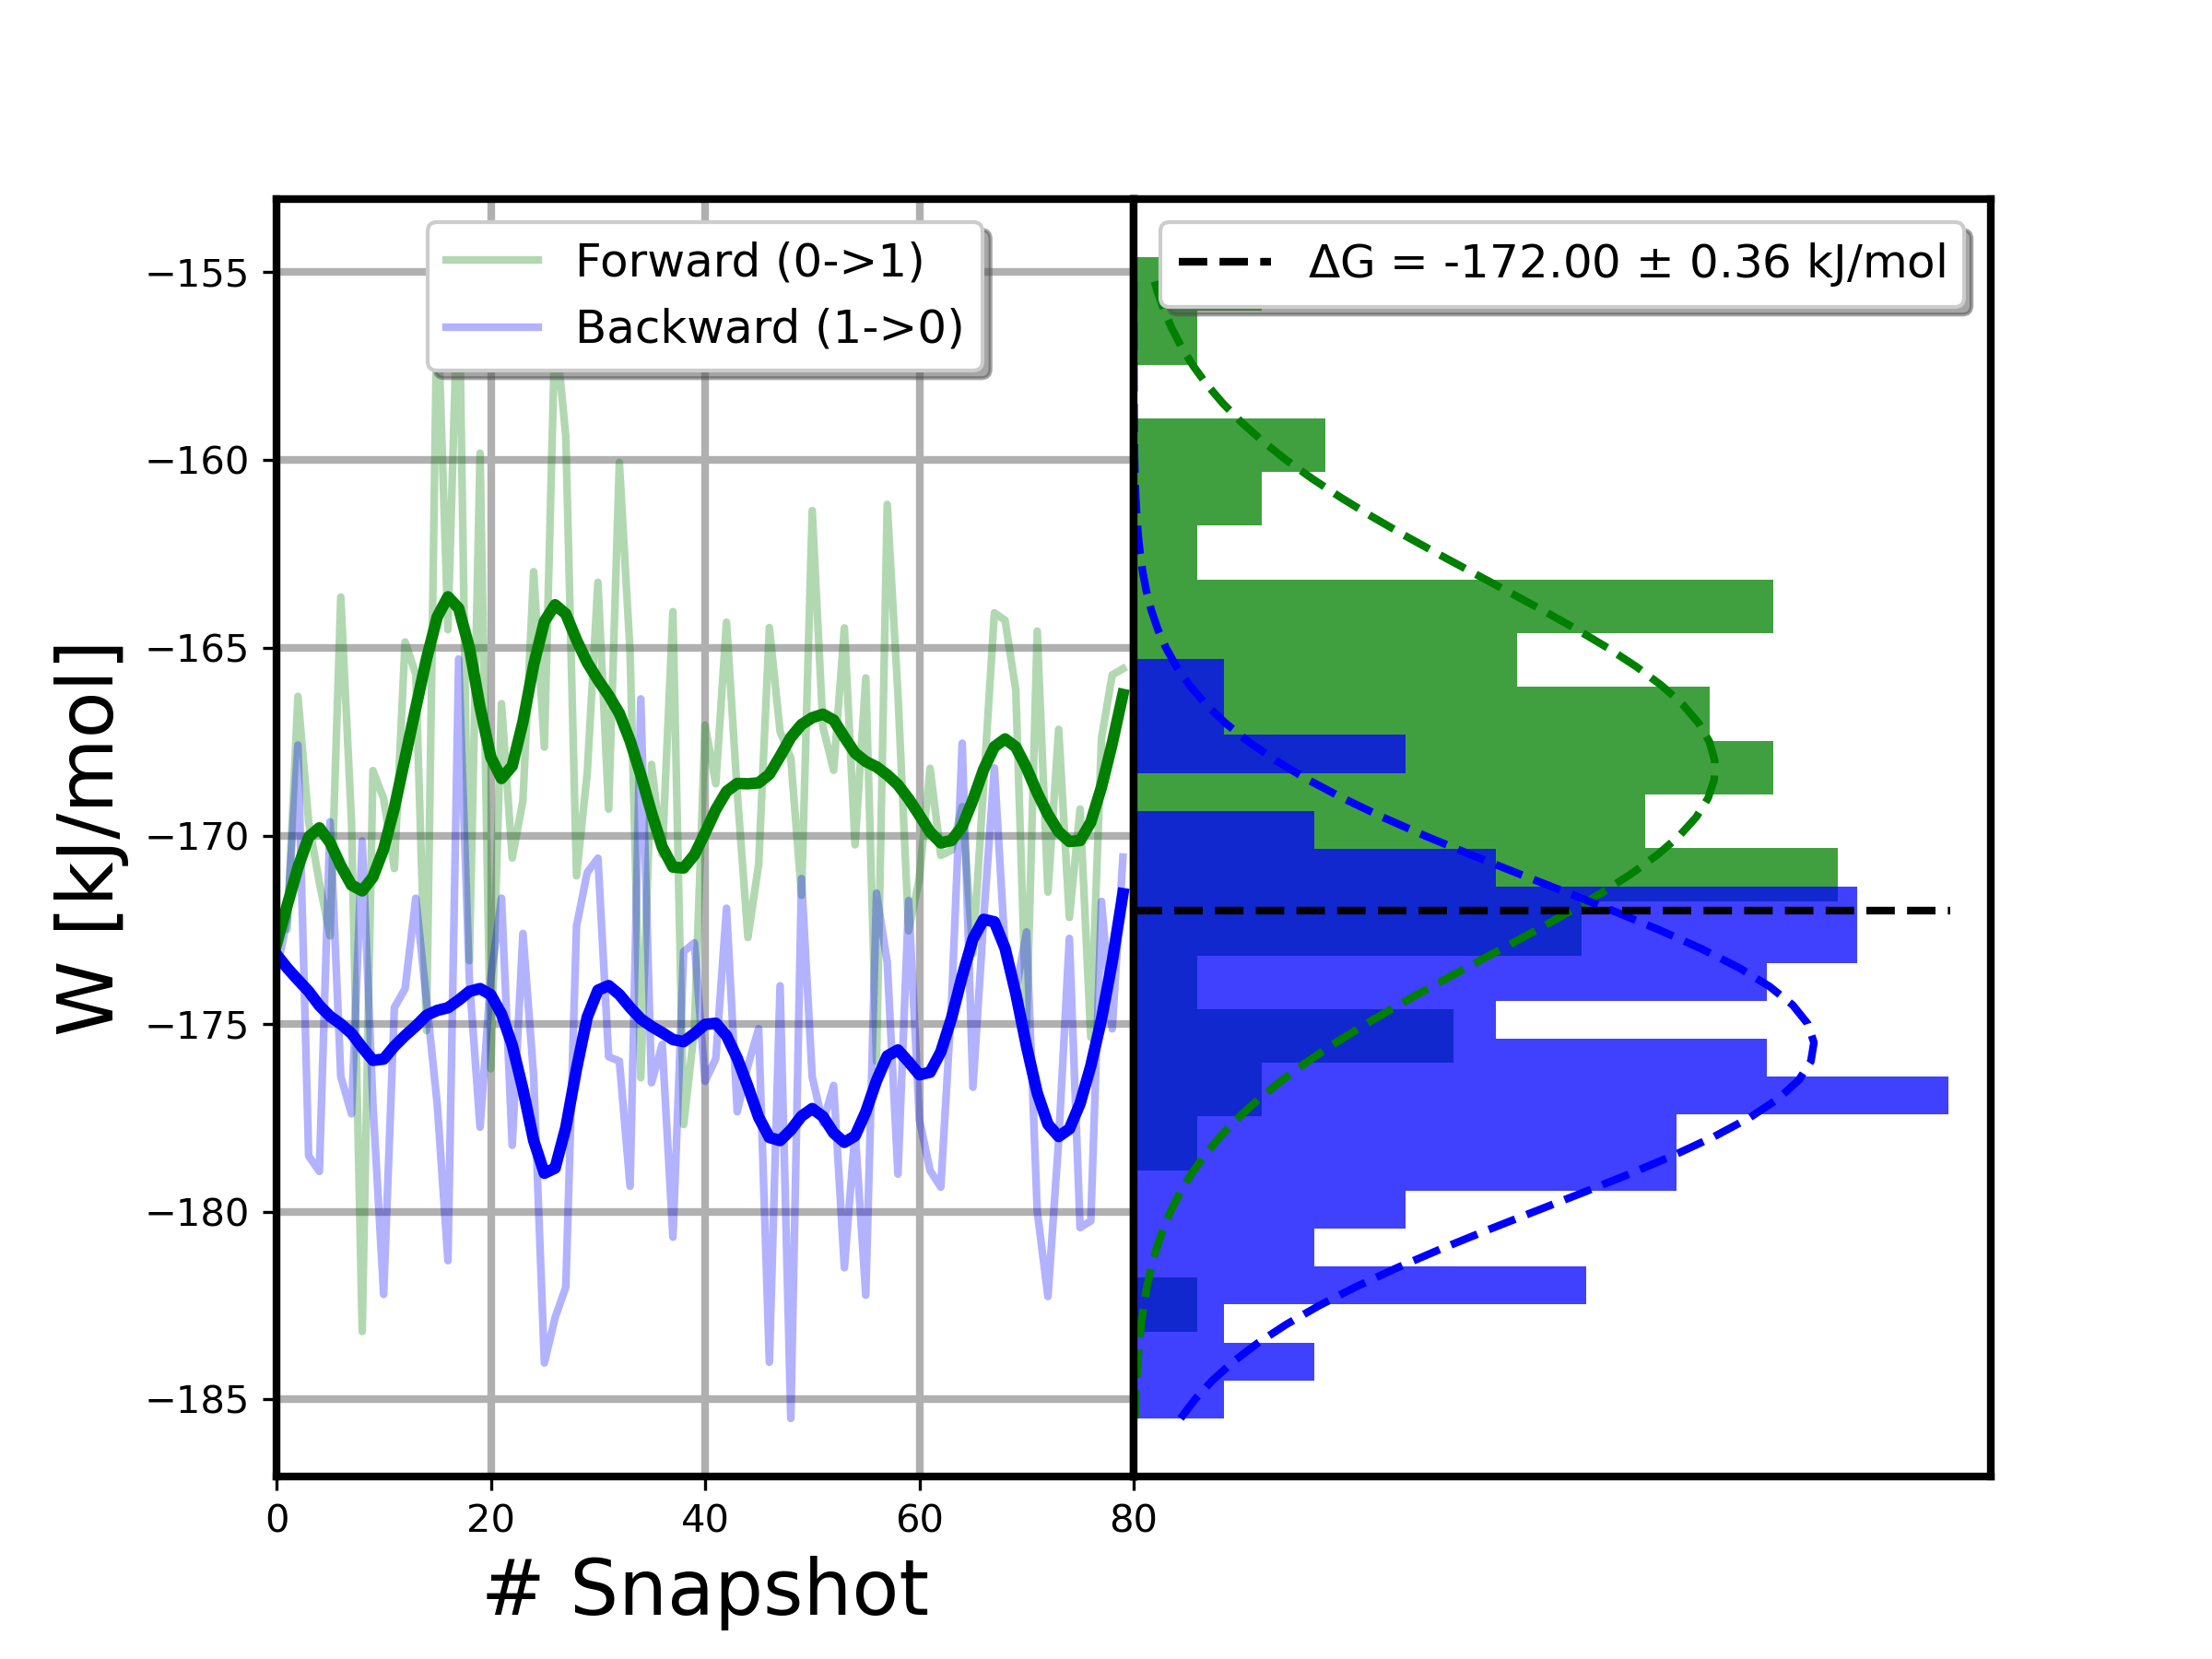 Forward (0->1)
Backward (1->0)
ΔG = -172.00 ± 0.36 kJ/mol
−155
−160
−165
−170
−175
−180
−185
W [kJ/mol]
0 20 40 60 80
# Snapshot